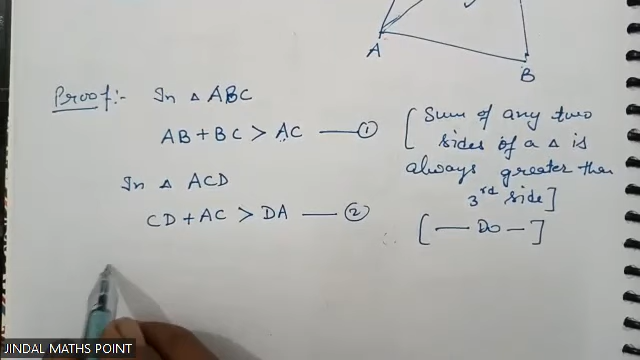 A
B
Proof:- In △ ABC
AB + BC > AC —— ①
[Sum of any two
sides of a △ is
always greater than
3rd side]
In △ ACD
CD + AC > DA —— ②
[— Do —]
JINDAL MATHS POINT